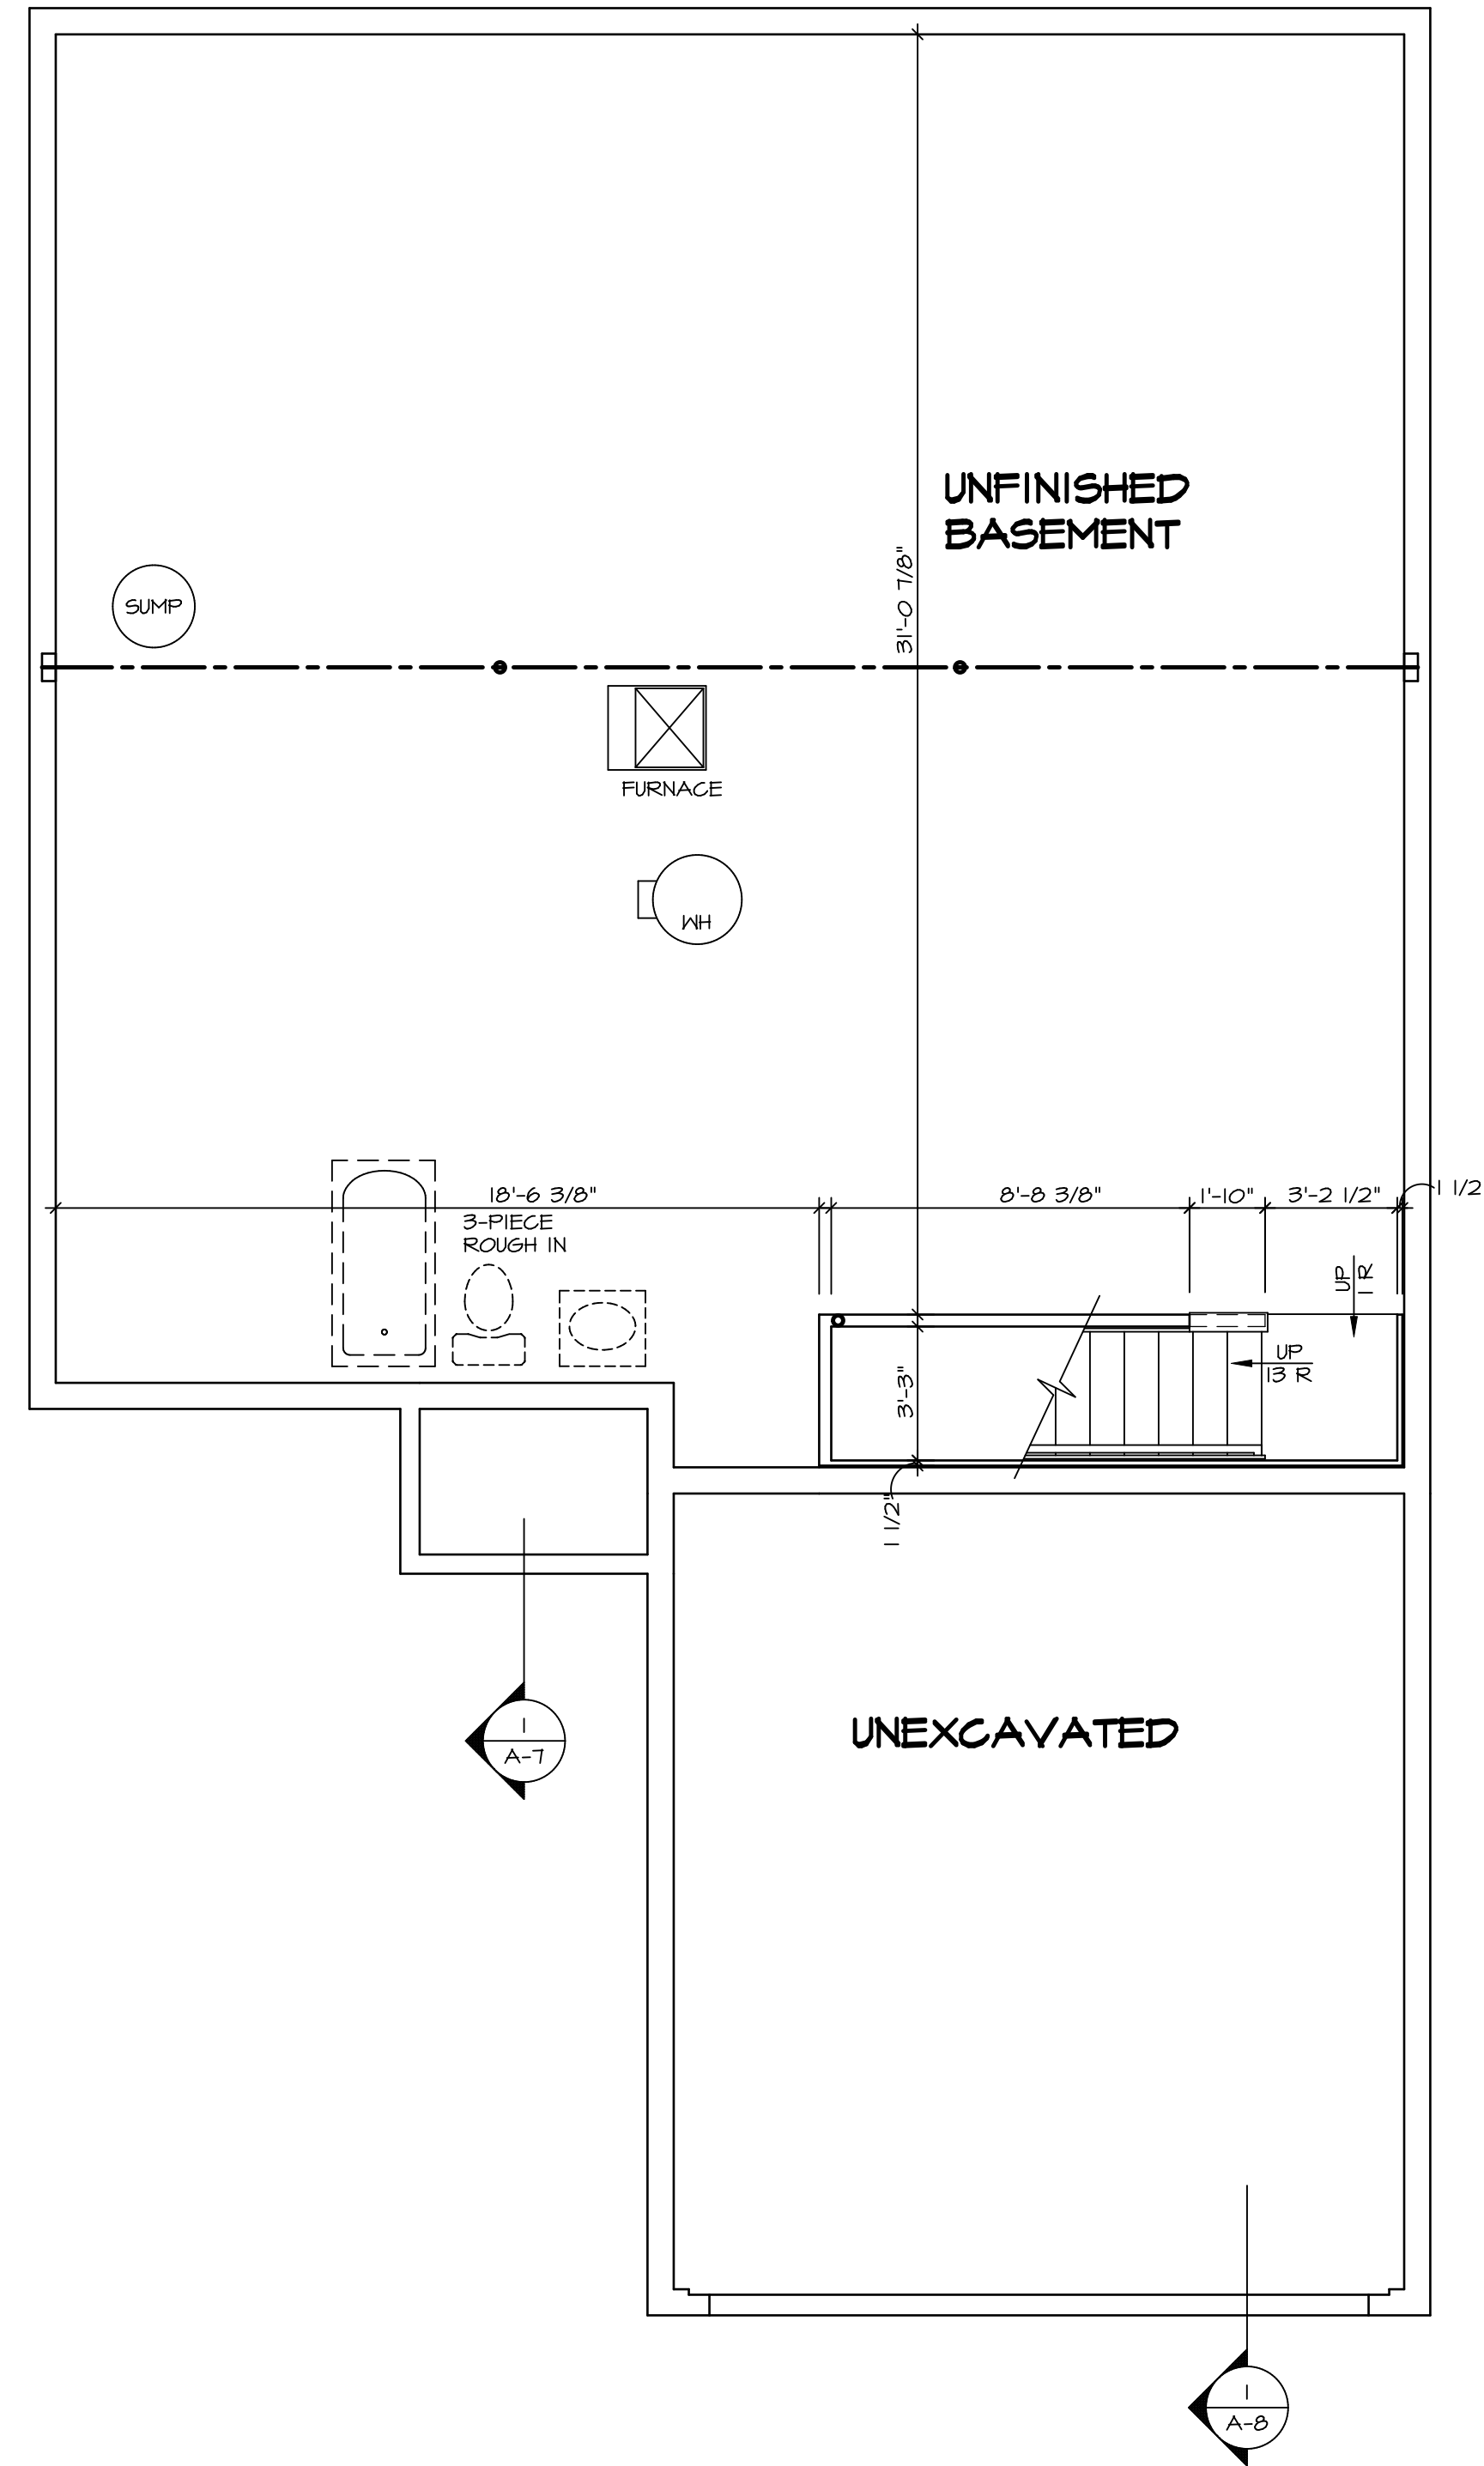 UNFINISHED
BASEMENT
31'-0 7/8"
SUMP
FURNACE
WH
18'-6 3/8"
8'-8 3/8"
1'-10"
3'-2 1/2"
1 1/2
3-PIECE
ROUGH IN
UP
1 R
UP
13 R
3'-3"
1 1/2"
UNEXCAVATED
1
A-7
1
A-8